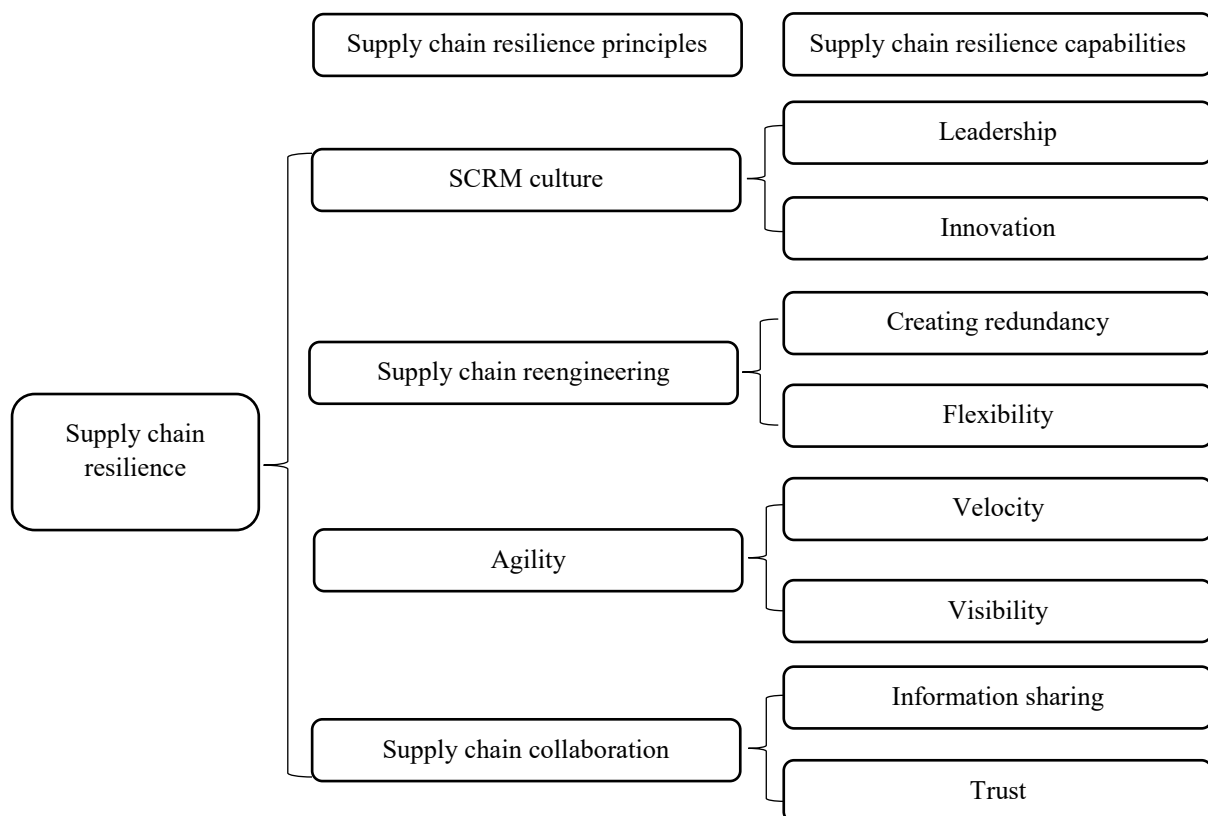 Supply chain resilience principles
Supply chain resilience capabilities
Leadership
SCRM culture
Innovation
Creating redundancy
Supply chain reengineering
Flexibility
Supply chain
resilience
Velocity
Agility
Visibility
Information sharing
Supply chain collaboration
Trust